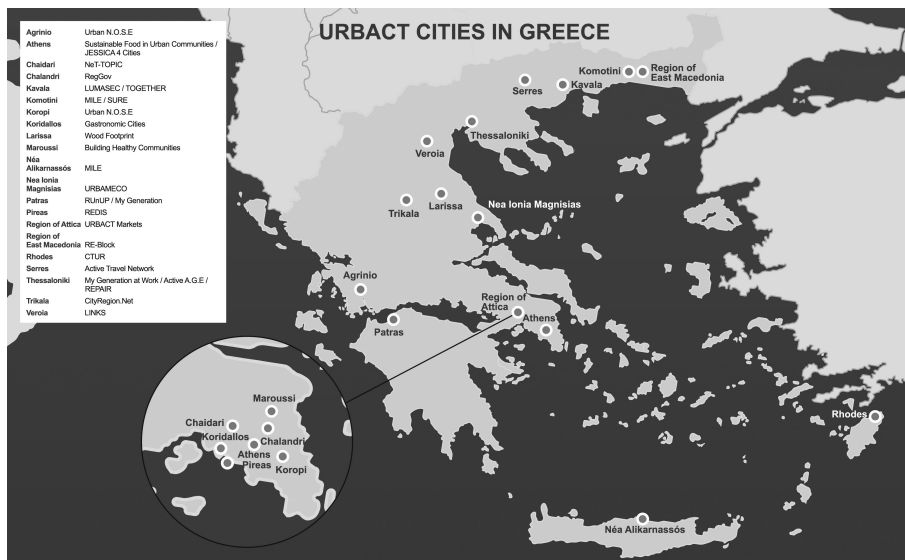 URBACT CITIES IN GREECE
Agrinio Urban N.O.S.E
Athens Sustainable Food in Urban Communities /
JESSICA 4 Cities
Chaidari NeT-TOPIC
Chalandri RegGov
Kavala LUMASEC / TOGETHER
Komotini MILE / SURE
Koropi Urban N.O.S.E
Koridallos Gastronomic Cities
Larissa Wood Footprint
Maroussi Building Healthy Communities
Néa
Alikarnassós MILE
Nea Ionia
Magnisias URBAMECO
Patras RUnUP / My Generation
Pireas REDIS
Region of Attica URBACT Markets
Region of
East Macedonia RE-Block
Rhodes CTUR
Serres Active Travel Network
Thessaloniki My Generation at Work / Active A.G.E /
REPAIR
Trikala CityRegion.Net
Veroia LINKS
Komotini
Region of
East Macedonia
Serres
Kavala
Thessaloniki
Veroia
Trikala
Larissa
Nea Ionia Magnisias
Agrinio
Region of
Attica
Athens
Patras
Maroussi
Chaidari
Koridallos
Chalandri
Athens
Pireas
Koropi
Rhodes
Néa Alikarnassós